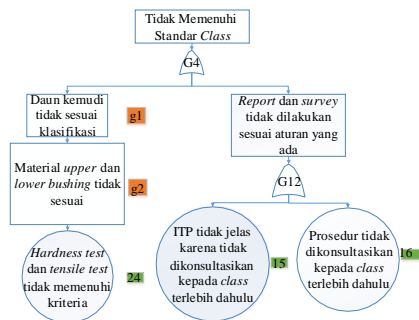 Tidak Memenuhi
Standar Class
G4
Daun kemudi
tidak sesuai
klasifikasi
g1
Report dan survey
tidak dilakukan
sesuai aturan yang
ada
Material upper dan
lower bushing tidak
sesuai
g2
G12
Hardness test
dan tensile test
tidak memenuhi
kriteria
24
ITP tidak jelas
karena tidak
dikonsultasikan
kepada class
terlebih dahulu
15
Prosedur tidak
dikonsultasikan
kepada class
terlebih dahulu
16